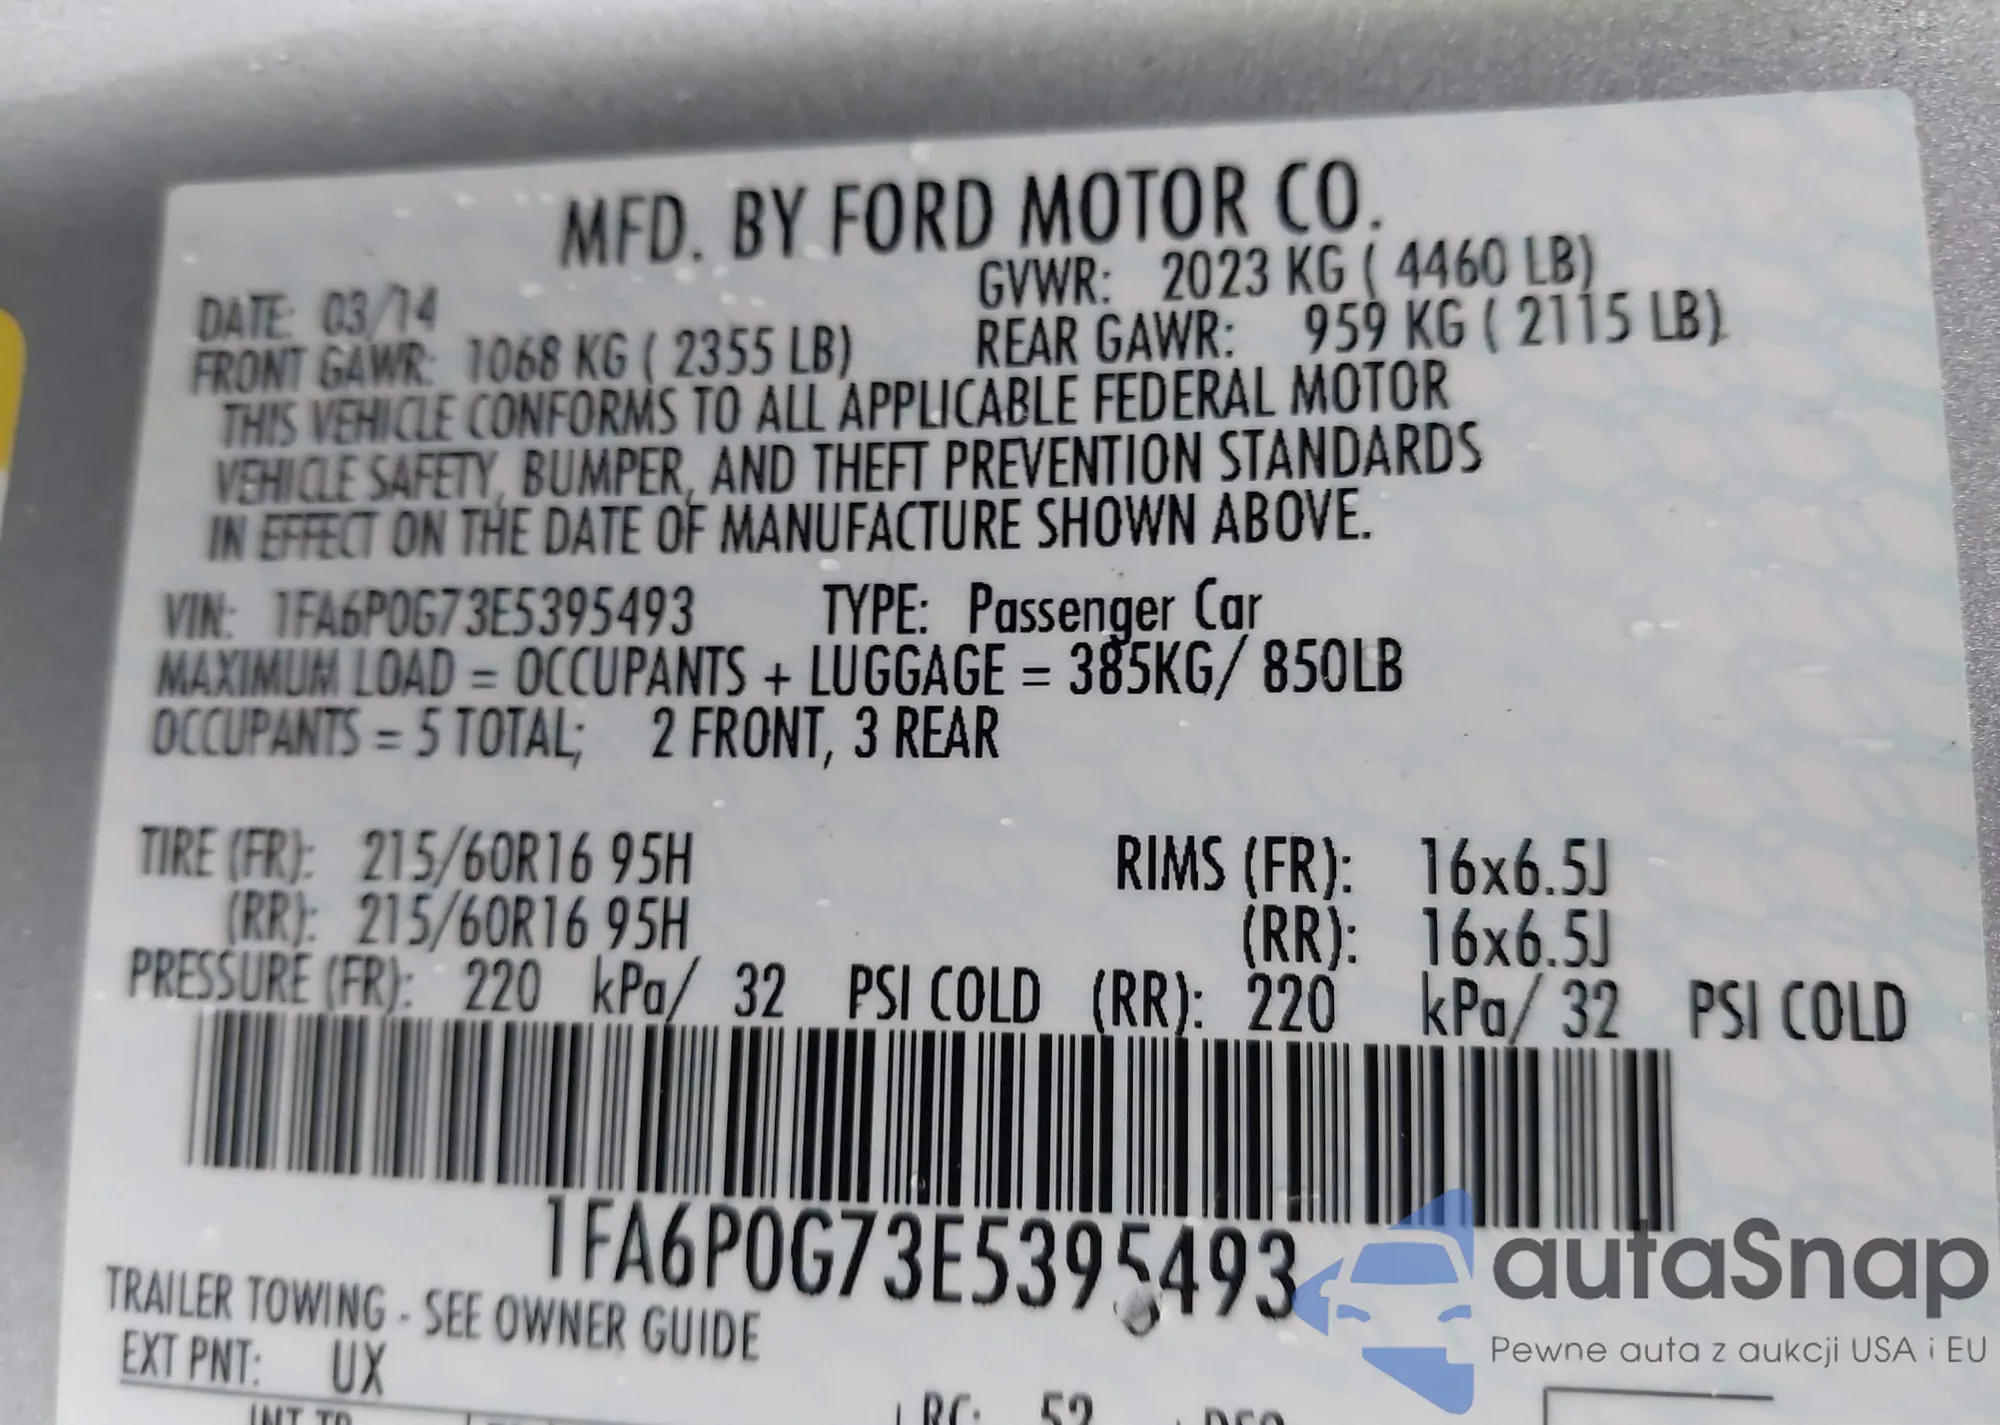 MFD. BY FORD MOTOR CO.
DATE: 03/14 GVWR: 2023 KG ( 4460 LB)
FRONT GAWR: 1068 KG ( 2355 LB) REAR GAWR: 959 KG ( 2115 LB)
THIS VEHICLE CONFORMS TO ALL APPLICABLE FEDERAL MOTOR
VEHICLE SAFETY, BUMPER, AND THEFT PREVENTION STANDARDS
IN EFFECT ON THE DATE OF MANUFACTURE SHOWN ABOVE.
VIN: 1FA6P0G73E5395493 TYPE: Passenger Car
MAXIMUM LOAD = OCCUPANTS + LUGGAGE = 385KG/ 850LB
OCCUPANTS = 5 TOTAL; 2 FRONT, 3 REAR
TIRE (FR): 215/60R16 95H RIMS (FR): 16x6.5J
(RR): 215/60R16 95H (RR): 16x6.5J
PRESSURE (FR): 220 kPa/ 32 PSI COLD (RR): 220 kPa/ 32 PSI COLD
1FA6P0G73E5395493
TRAILER TOWING - SEE OWNER GUIDE
EXT PNT: UX
RC: 52
autaSnap
Pewne auta z aukcji USA i EU